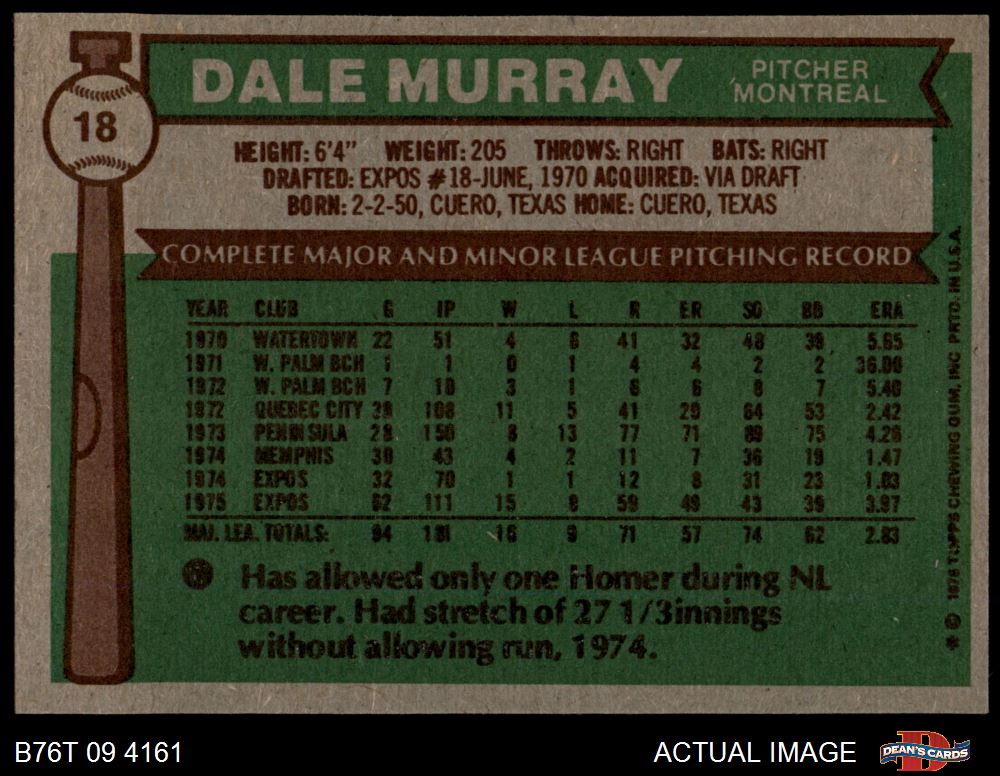 DALE MURRAY
PITCHER
MONTREAL
18
HEIGHT: 6'4" WEIGHT: 205 THROWS: RIGHT BATS: RIGHT
DRAFTED: EXPOS #18-JUNE, 1970 ACQUIRED: VIA DRAFT
BORN: 2-2-50, CUERO, TEXAS HOME: CUERO, TEXAS
COMPLETE MAJOR AND MINOR LEAGUE PITCHING RECORD
YEAR CLUB G IP W L R ER SO BB ERA
1970 WATERTOWN 22 51 4 6 41 32 48 39 5.65
1971 W. PALM BCH 1 1 0 1 4 4 2 2 36.00
1972 W. PALM BCH 7 10 3 1 6 6 8 7 5.40
1972 QUEBEC CITY 39 108 11 5 41 29 64 53 2.42
1973 PENINSULA 28 150 8 13 77 71 89 75 4.26
1974 MEMPHIS 30 43 4 2 11 7 36 19 1.47
1974 EXPOS 32 70 1 1 12 8 31 23 1.03
1975 EXPOS 62 111 15 8 59 49 43 39 3.97
MAJ. LEA. TOTALS: 94 181 16 9 71 57 74 62 2.83
Has allowed only one Homer during NL
career. Had stretch of 27 1/3innings
without allowing run, 1974.
* © 1976 TOPPS CHEWING GUM, INC PRTD. IN U.S.A.
B76T 09 4161
ACTUAL IMAGE
D
DEAN'S CARDS